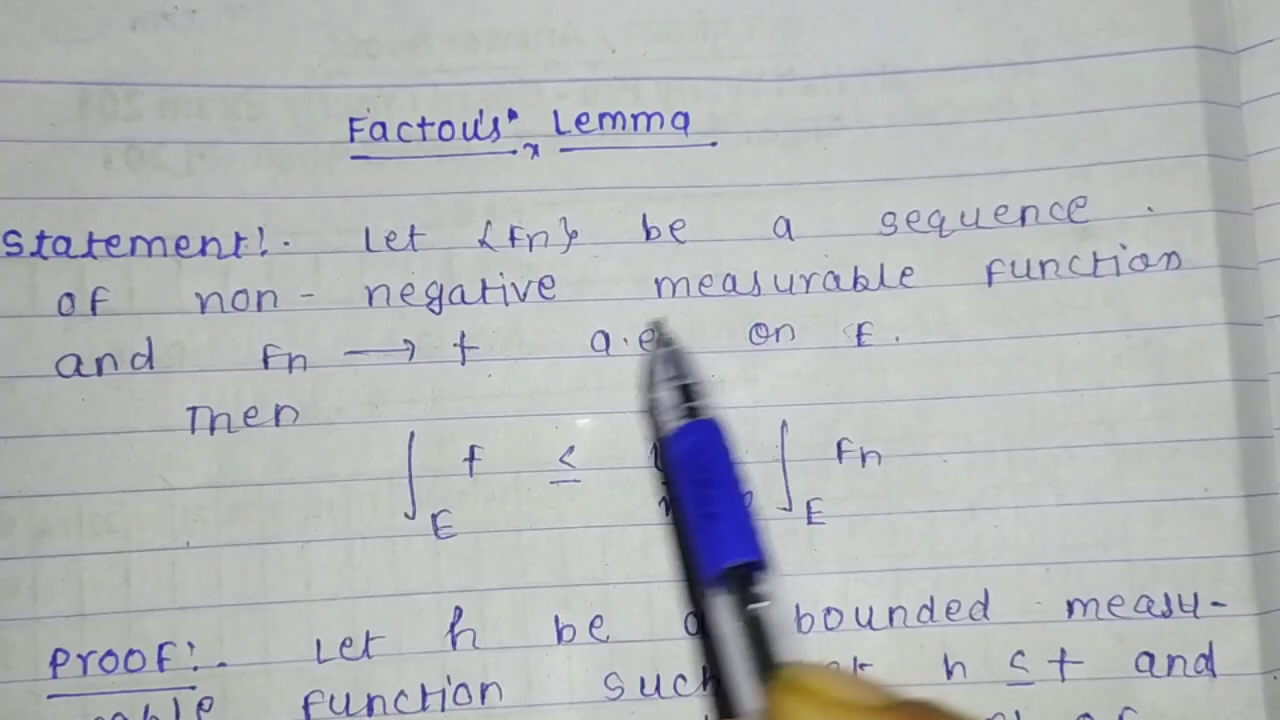 Factou's Lemma
Statement:. Let {Fn} be a sequence .
of non-negative measurable function
and Fn → f a.e on E.
Then
∫E f ≤ ∫E Fn
Proof:. Let h be a bounded measu-
function such h ≤ f and